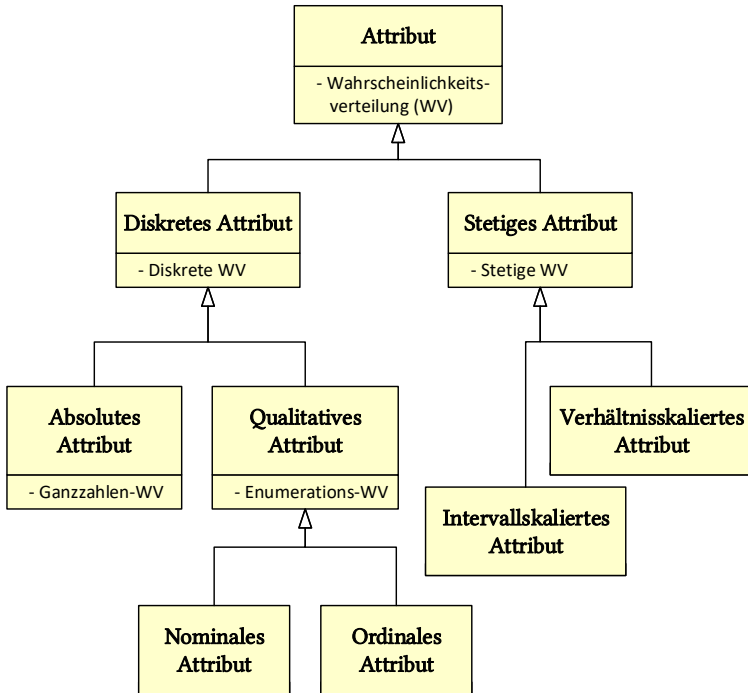 Attribut
- Wahrscheinlichkeits-
verteilung (WV)
Diskretes Attribut
- Diskrete WV
Stetiges Attribut
- Stetige WV
Absolutes
Attribut
- Ganzzahlen-WV
Qualitatives
Attribut
- Enumerations-WV
Verhältnisskaliertes
Attribut
Intervallskaliertes
Attribut
Nominales
Attribut
Ordinales
Attribut